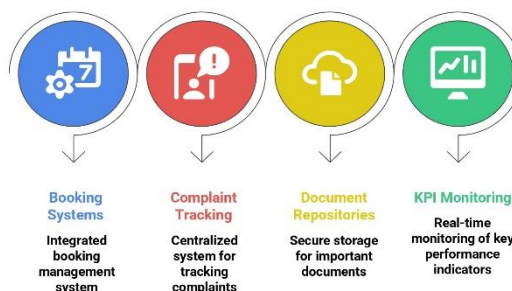 7
!
Booking
Systems
Integrated
booking
management
system
Complaint
Tracking
Centralized
system for
tracking
complaints
Document
Repositories
Secure storage
for important
documents
KPI Monitoring
Real-time
monitoring of key
performance
indicators